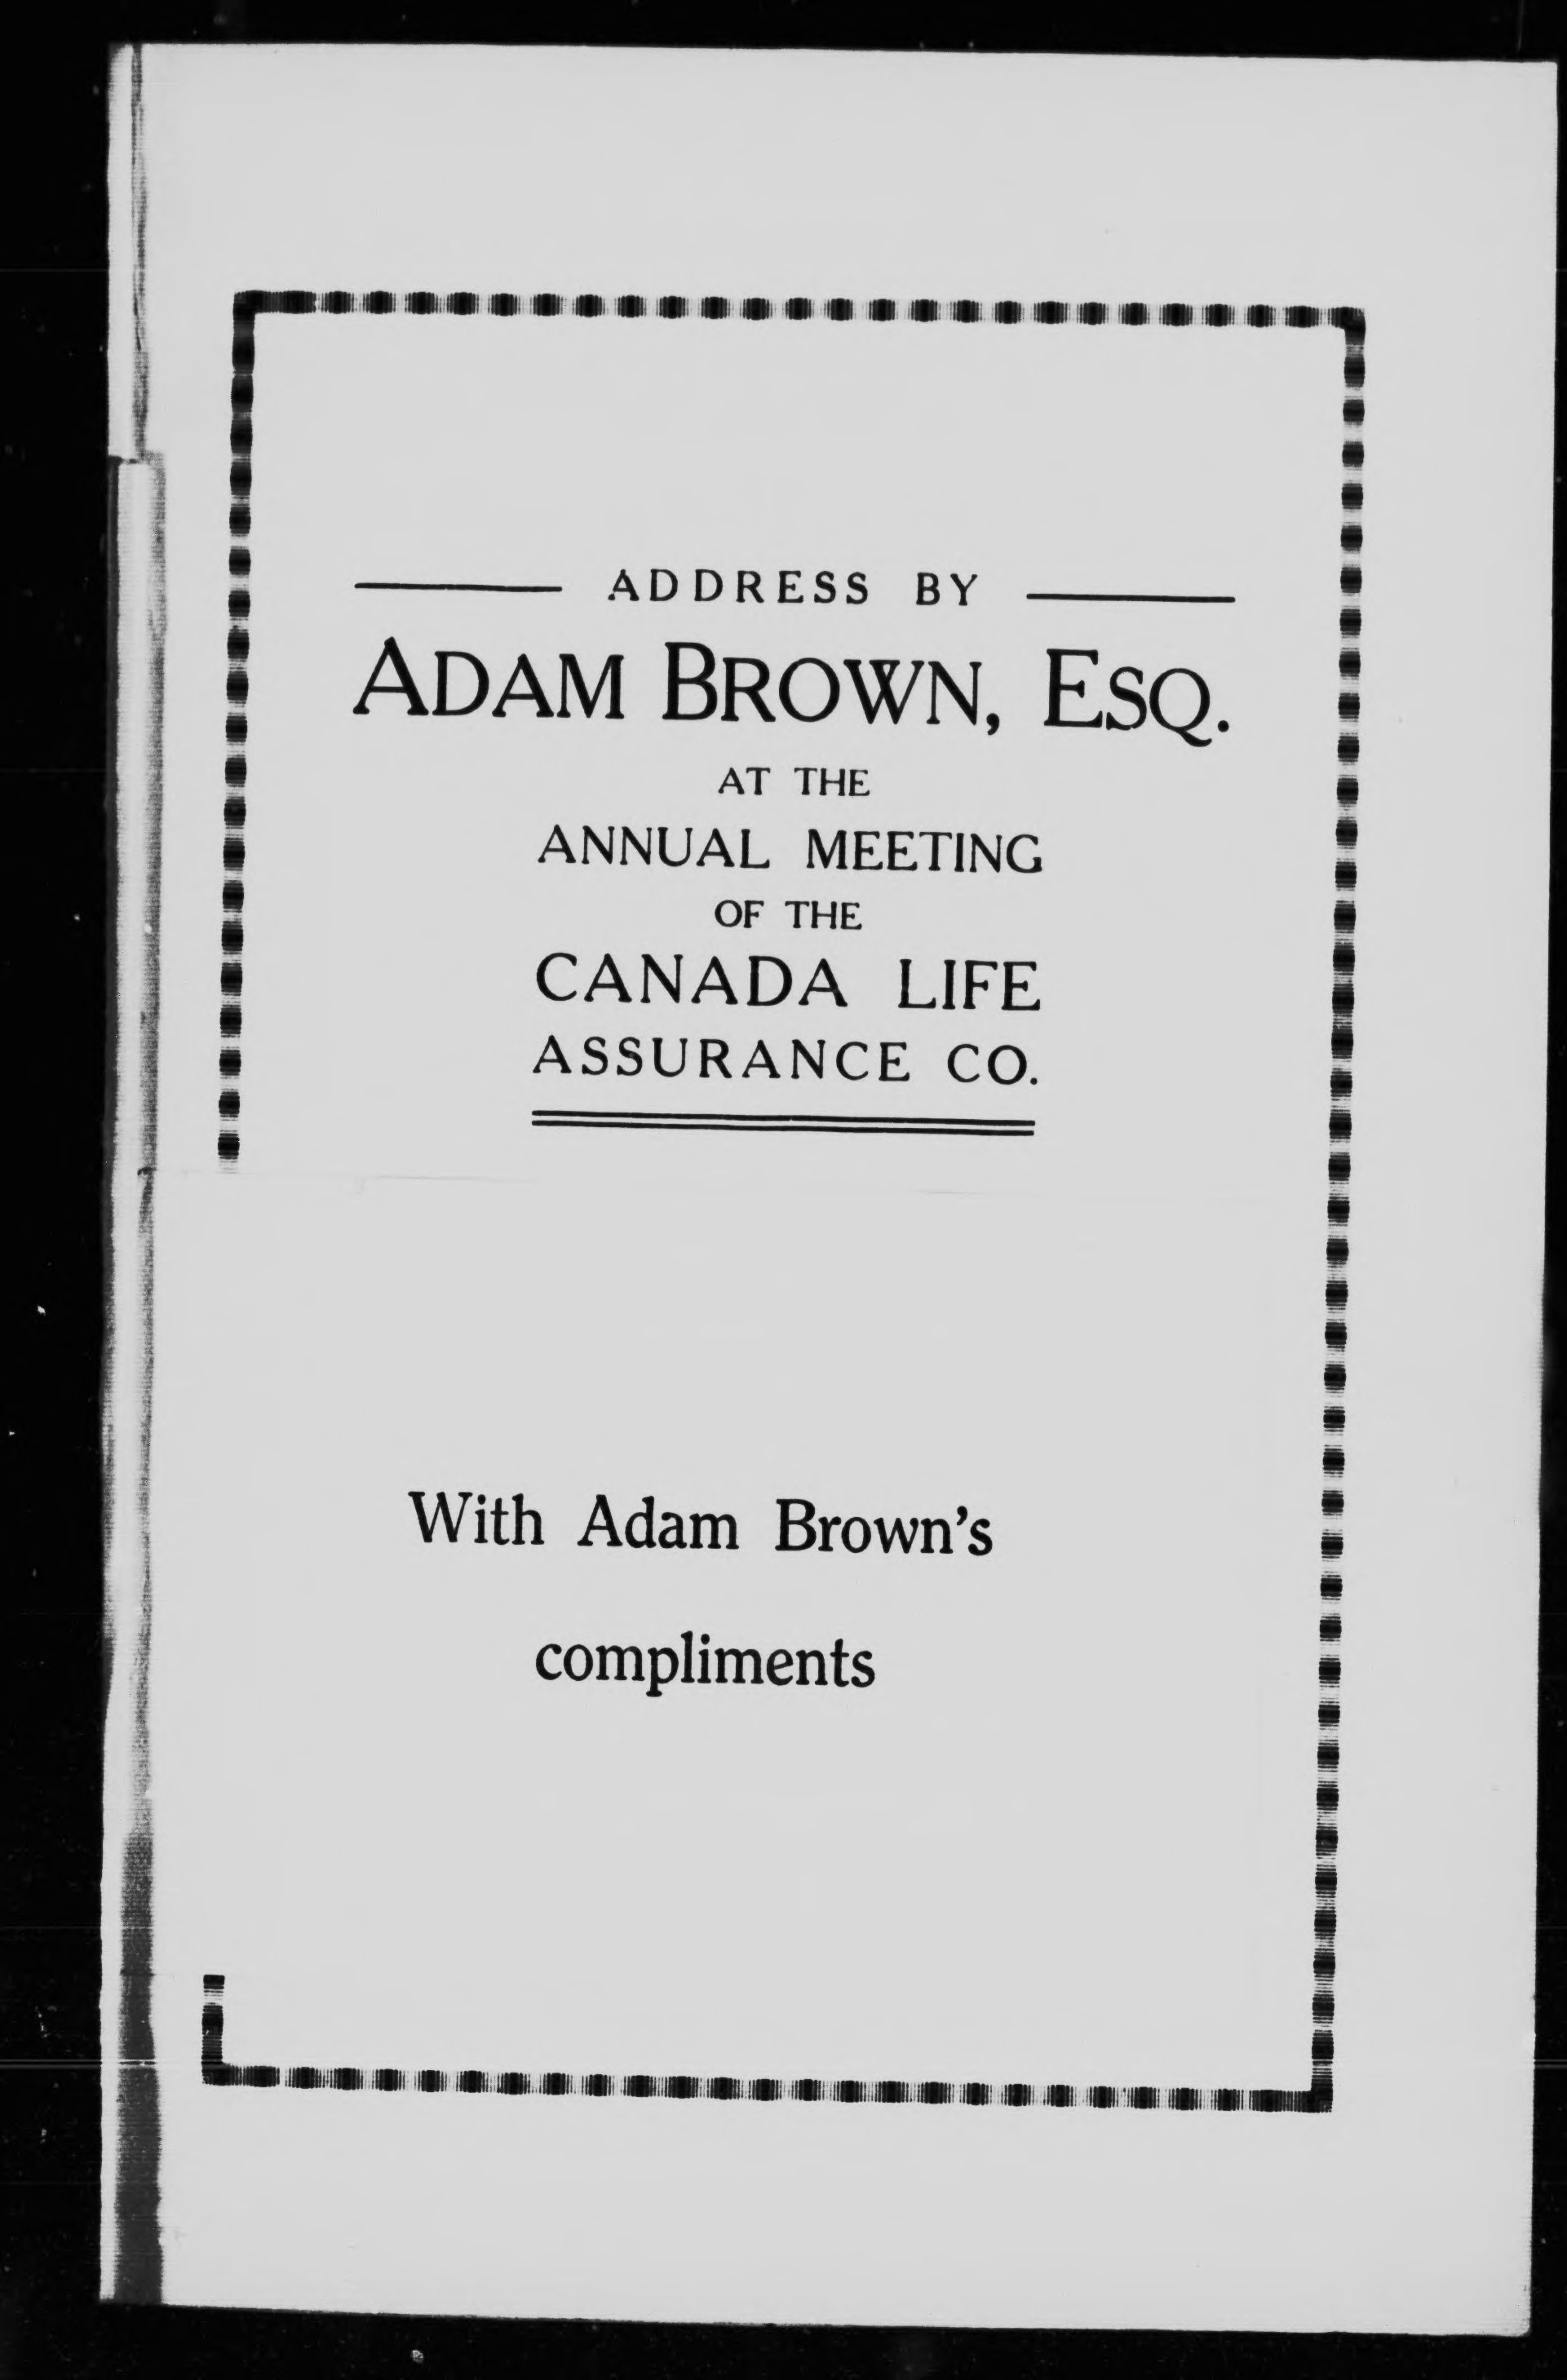 ADDRESS BY
ADAM BROWN, ESQ.
AT THE
ANNUAL MEETING
OF THE
CANADA LIFE
ASSURANCE CO.
With Adam Brown's
compliments